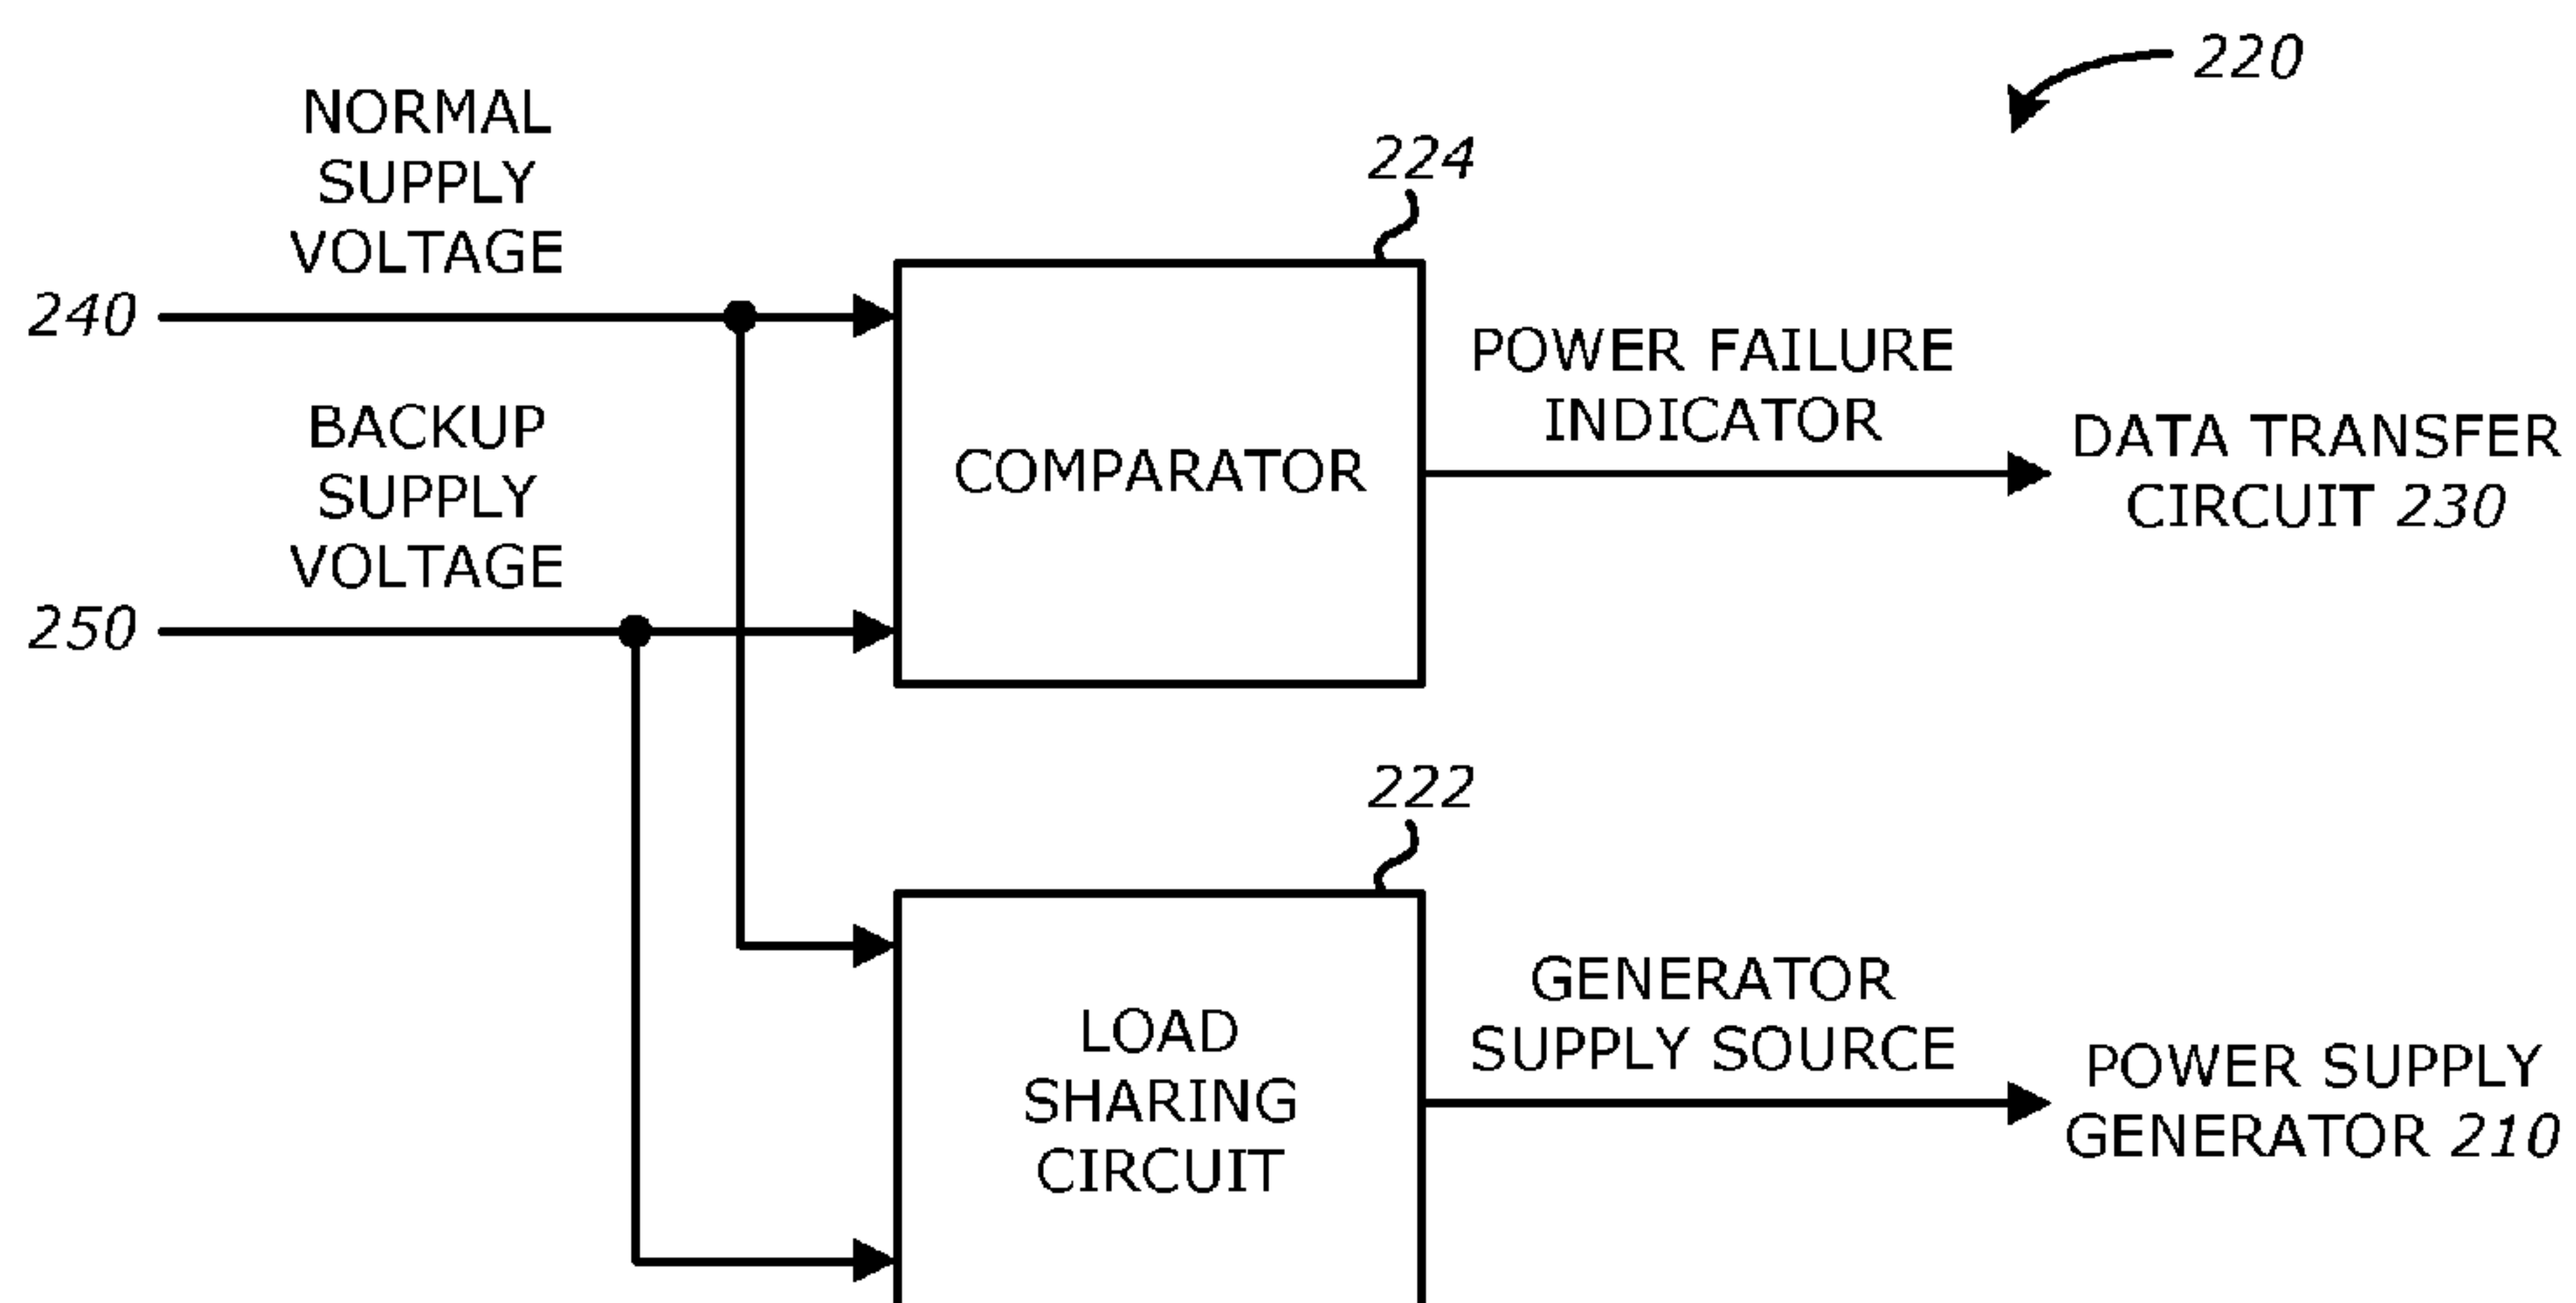 220
NORMAL
SUPPLY
VOLTAGE
240
224
COMPARATOR
POWER FAILURE
INDICATOR
DATA TRANSFER
CIRCUIT 230
BACKUP
SUPPLY
VOLTAGE
250
222
LOAD
SHARING
CIRCUIT
GENERATOR
SUPPLY SOURCE
POWER SUPPLY
GENERATOR 210